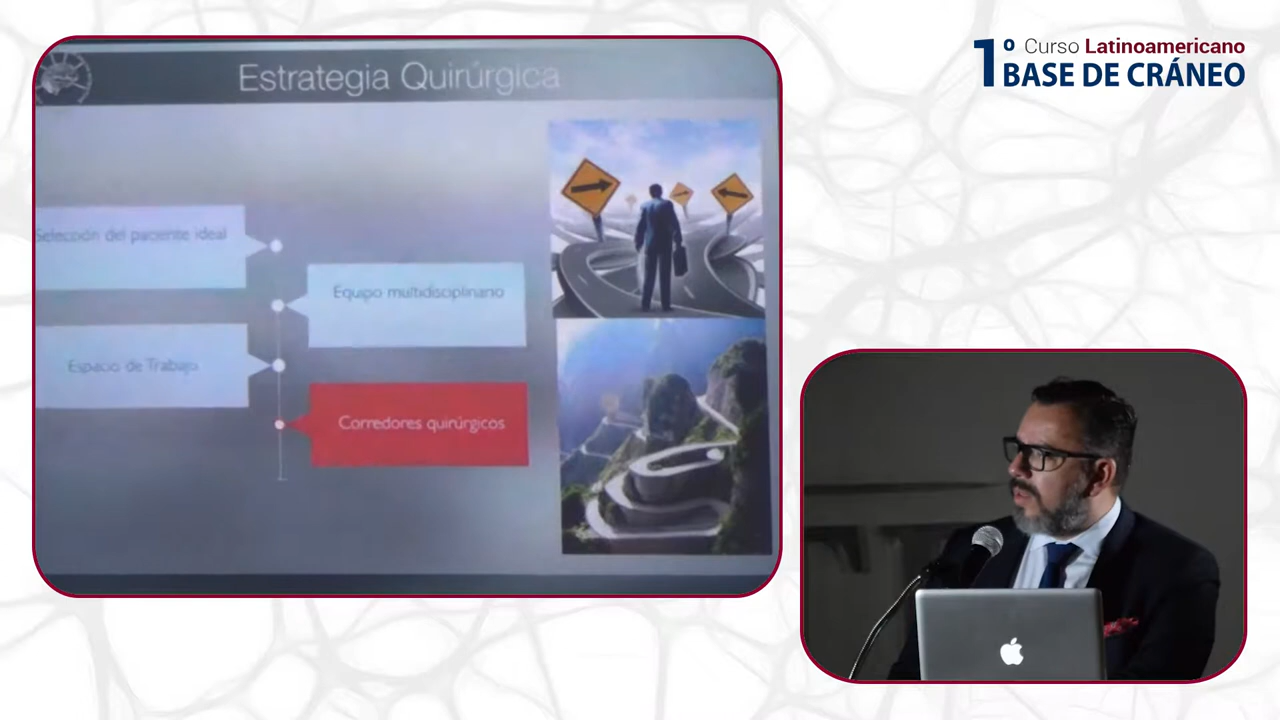 Estrategia Quirúrgica
Selección del paciente ideal
Equipo multidisciplinario
Espacio de Trabajo
Corredores quirúrgicos
1º Curso Latinoamericano
BASE DE CRÁNEO